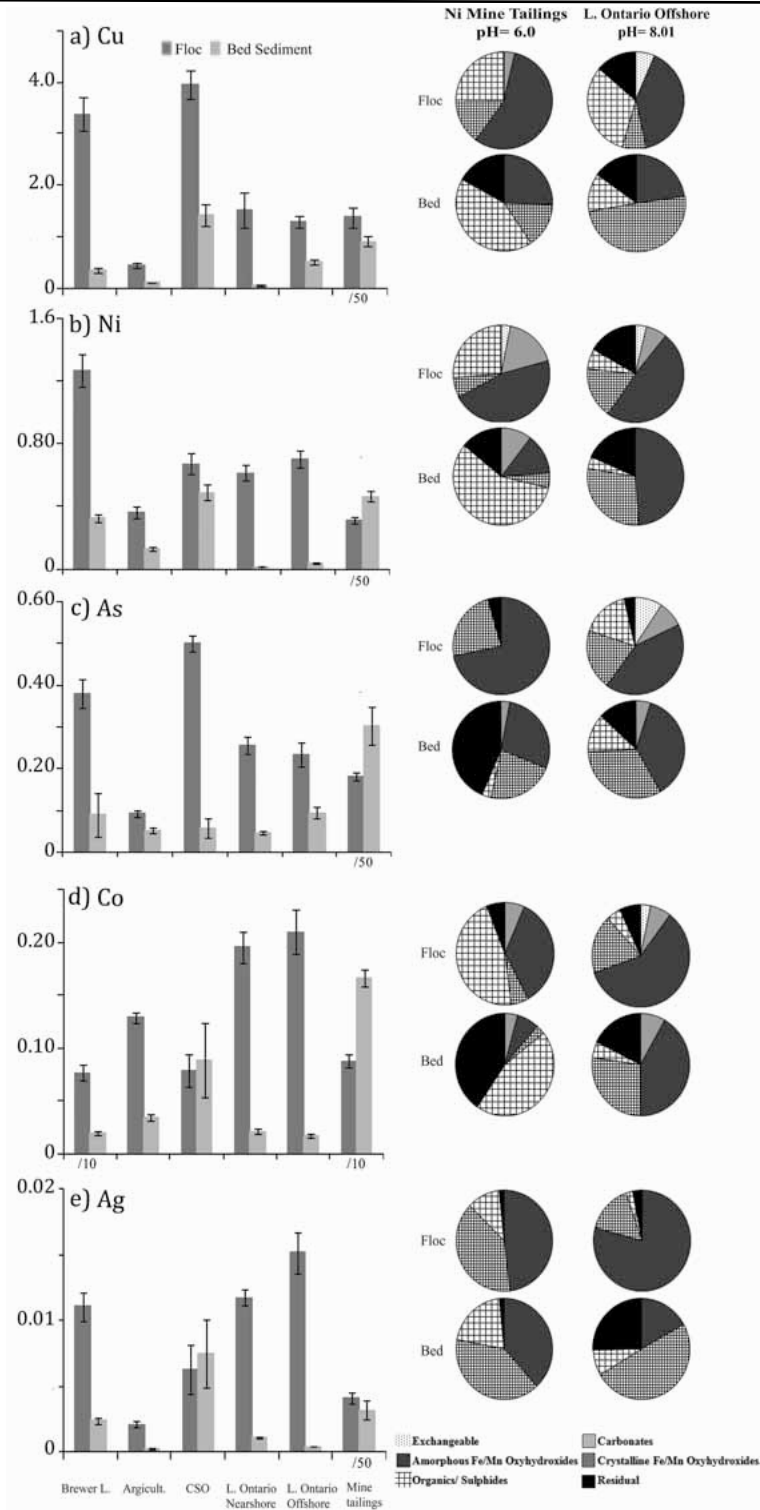 Ni Mine Tailings
pH= 6.0
L. Ontario Offshore
pH= 8.01
a) Cu
Floc
Bed Sediment
4.0
2.0
0
/50
Floc
Bed
b) Ni
1.6
0.80
0
/50
Floc
Bed
c) As
0.60
0.40
0.20
0
/50
Floc
Bed
d) Co
0.20
0.10
0
/10
/10
Floc
Bed
e) Ag
0.02
0.01
0
/50
Floc
Bed
Brewer L.
Argicult.
CSO
L. Ontario
Nearshore
L. Ontario
Offshore
Mine
tailings
Exchangeable
Carbonates
Amorphous Fe/Mn Oxyhydroxides
Crystalline Fe/Mn Oxyhydroxides
Organics/ Sulphides
Residual